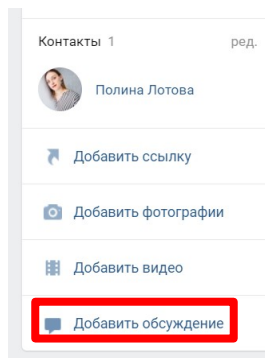 Контакты 1 ред.
Полина Лотова
Добавить ссылку
Добавить фотографии
Добавить видео
Добавить обсуждение